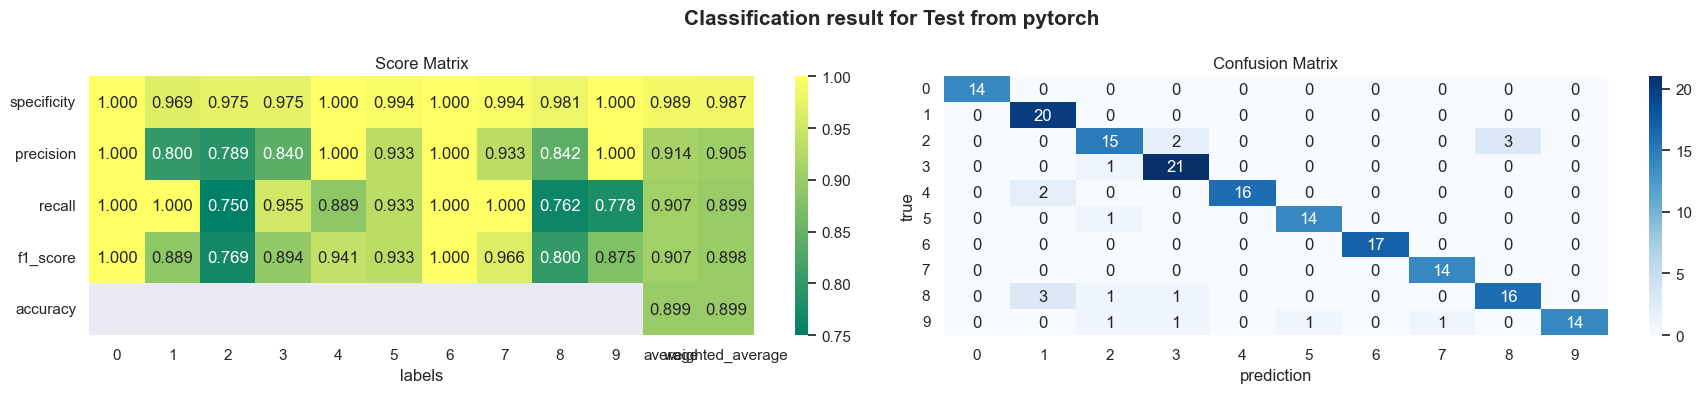 Classification result for Test from pytorch
Score Matrix
specificity 1.000 0.969 0.975 0.975 1.000 0.994 1.000 0.994 0.981 1.000 0.989 0.987
precision 1.000 0.800 0.789 0.840 1.000 0.933 1.000 0.933 0.842 1.000 0.914 0.905
recall 1.000 1.000 0.750 0.955 0.889 0.933 1.000 1.000 0.762 0.778 0.907 0.899
f1_score 1.000 0.889 0.769 0.894 0.941 0.933 1.000 0.966 0.800 0.875 0.907 0.898
accuracy 0.899 0.899
0 1 2 3 4 5 6 7 8 9 average weighted_average
labels
1.00
0.95
0.90
0.85
0.80
0.75
Confusion Matrix
true
0 14 0 0 0 0 0 0 0 0 0
1 0 20 0 0 0 0 0 0 0 0
2 0 0 15 2 0 0 0 0 3 0
3 0 0 1 21 0 0 0 0 0 0
4 0 2 0 0 16 0 0 0 0 0
5 0 0 1 0 0 14 0 0 0 0
6 0 0 0 0 0 0 17 0 0 0
7 0 0 0 0 0 0 0 14 0 0
8 0 3 1 1 0 0 0 0 16 0
9 0 0 1 1 0 1 0 1 0 14
0 1 2 3 4 5 6 7 8 9
prediction
20
15
10
5
0